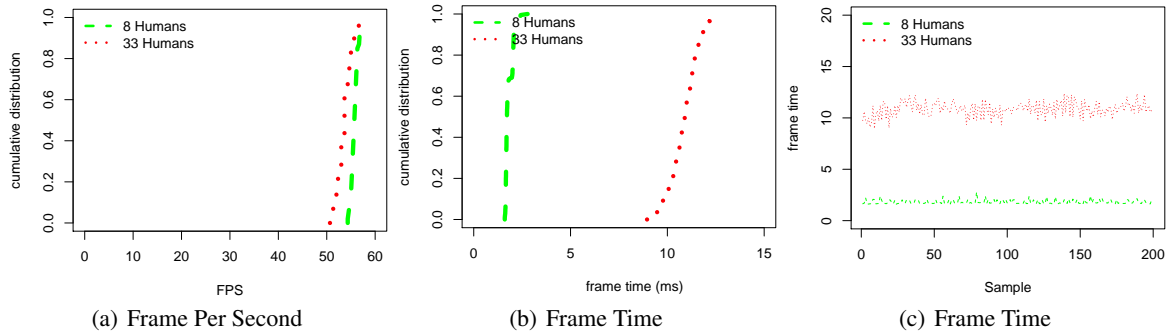 cumulative distribution
1.0
0.8
0.6
0.4
0.2
0.0
8 Humans
33 Humans
0 10 20 30 40 50 60
FPS
(a) Frame Per Second
cumulative distribution
1.0
0.8
0.6
0.4
0.2
0.0
8 Humans
33 Humans
0 5 10 15
frame time (ms)
(b) Frame Time
frame time
20
15
10
5
0
8 Humans
33 Humans
0 50 100 150 200
Sample
(c) Frame Time